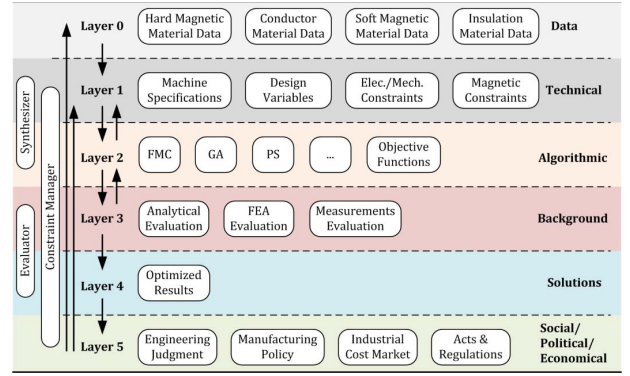 Layer 0
Hard Magnetic
Material Data
Conductor
Material Data
Soft Magnetic
Material Data
Insulation
Material Data
Data
Synthesizer
Constraint Manager
Layer 1
Machine
Specifications
Design
Variables
Elec./Mech.
Constraints
Magnetic
Constraints
Technical
Layer 2
FMC
GA
PS
...
Objective
Functions
Algorithmic
Evaluator
Layer 3
Analytical
Evaluation
FEA
Evaluation
Measurements
Evaluation
Background
Layer 4
Optimized
Results
Solutions
Layer 5
Engineering
Judgment
Manufacturing
Policy
Industrial
Cost Market
Acts &
Regulations
Social/
Political/
Economical